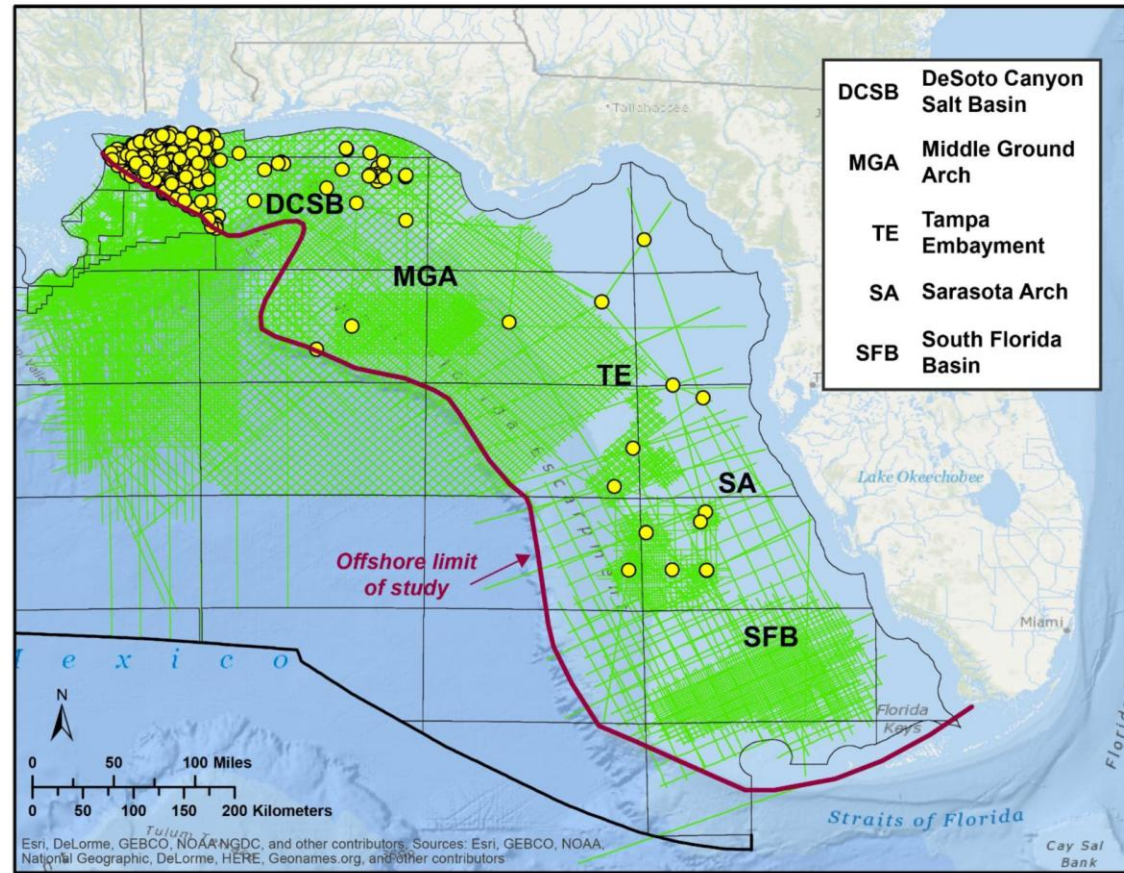 DCSB DeSoto Canyon
Salt Basin
MGA Middle Ground
Arch
TE Tampa
Embayment
SA Sarasota Arch
SFB South Florida
Basin
Tallahassee
DCSB
MGA
TE
SA
Lake Okeechobee
Escarpm
Offshore limit
of study
SFB
Miami
Mexico
N
Florida
Keys
0 50 100 Miles
0 50 100 150 200 Kilometers
Straits of Florida
Cay Sal
Bank
Esri, DeLorme, GEBCO, NOAA NGDC, and other contributors, Sources: Esri, GEBCO, NOAA,
National Geographic, DeLorme, HERE, Geonames.org, and other contributors